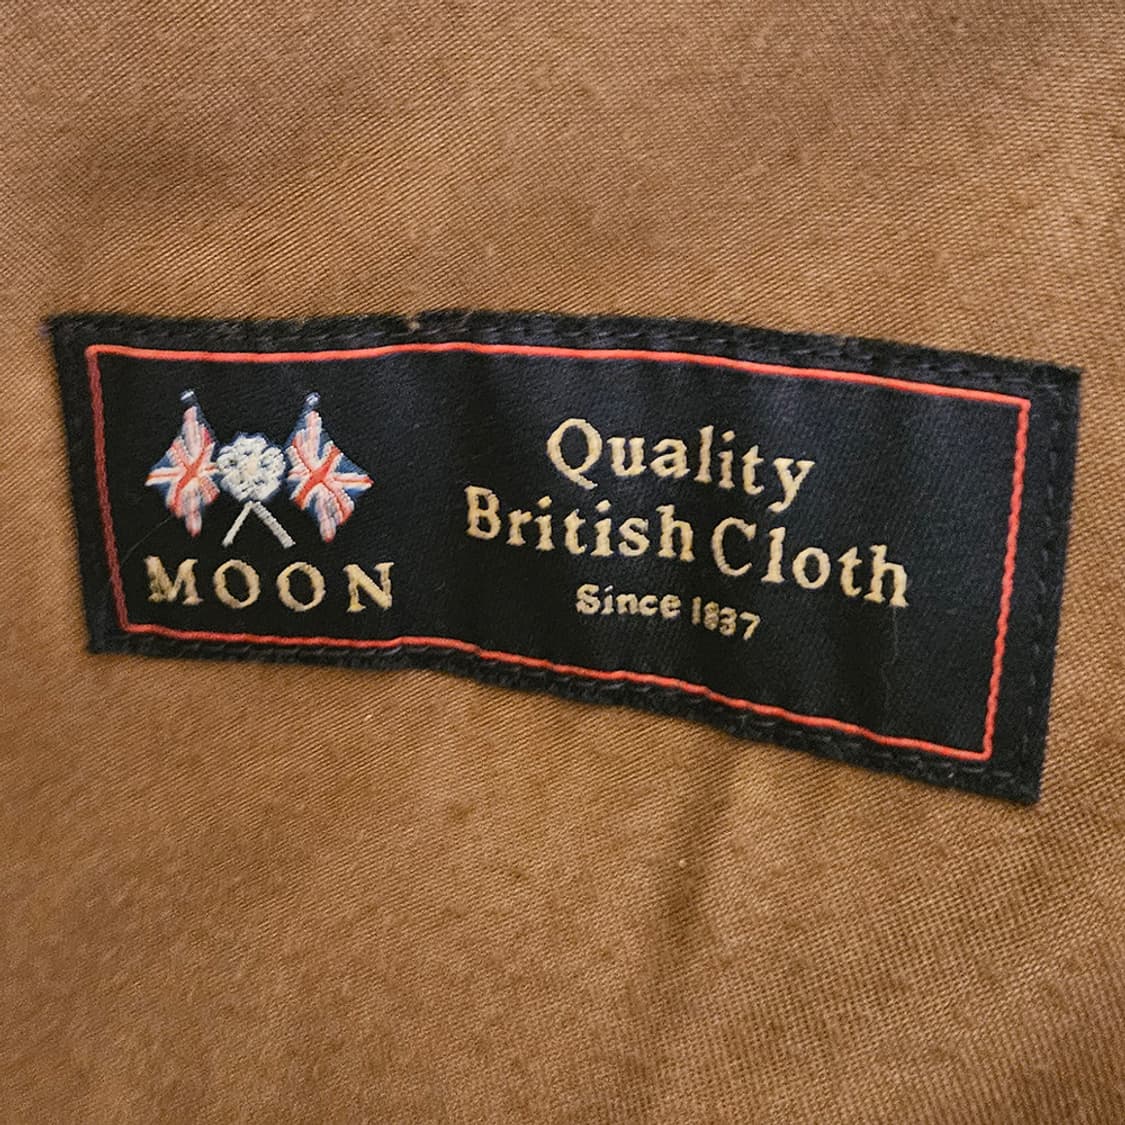 MOON
Quality
British Cloth
Since 1837